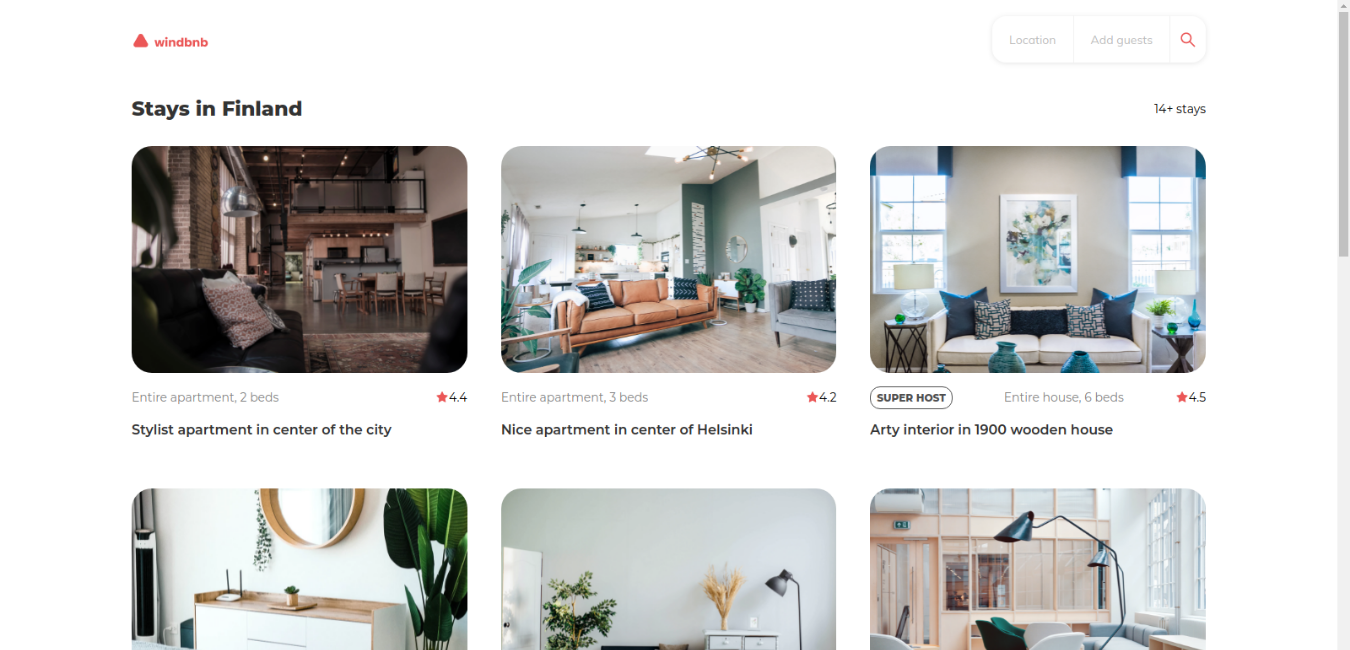 windbnb
Location
Add guests
Stays in Finland
14+ stays
Entire apartment, 2 beds
4.4
Stylist apartment in center of the city
Entire apartment, 3 beds
4.2
Nice apartment in center of Helsinki
SUPER HOST
Entire house, 6 beds
4.5
Arty interior in 1900 wooden house